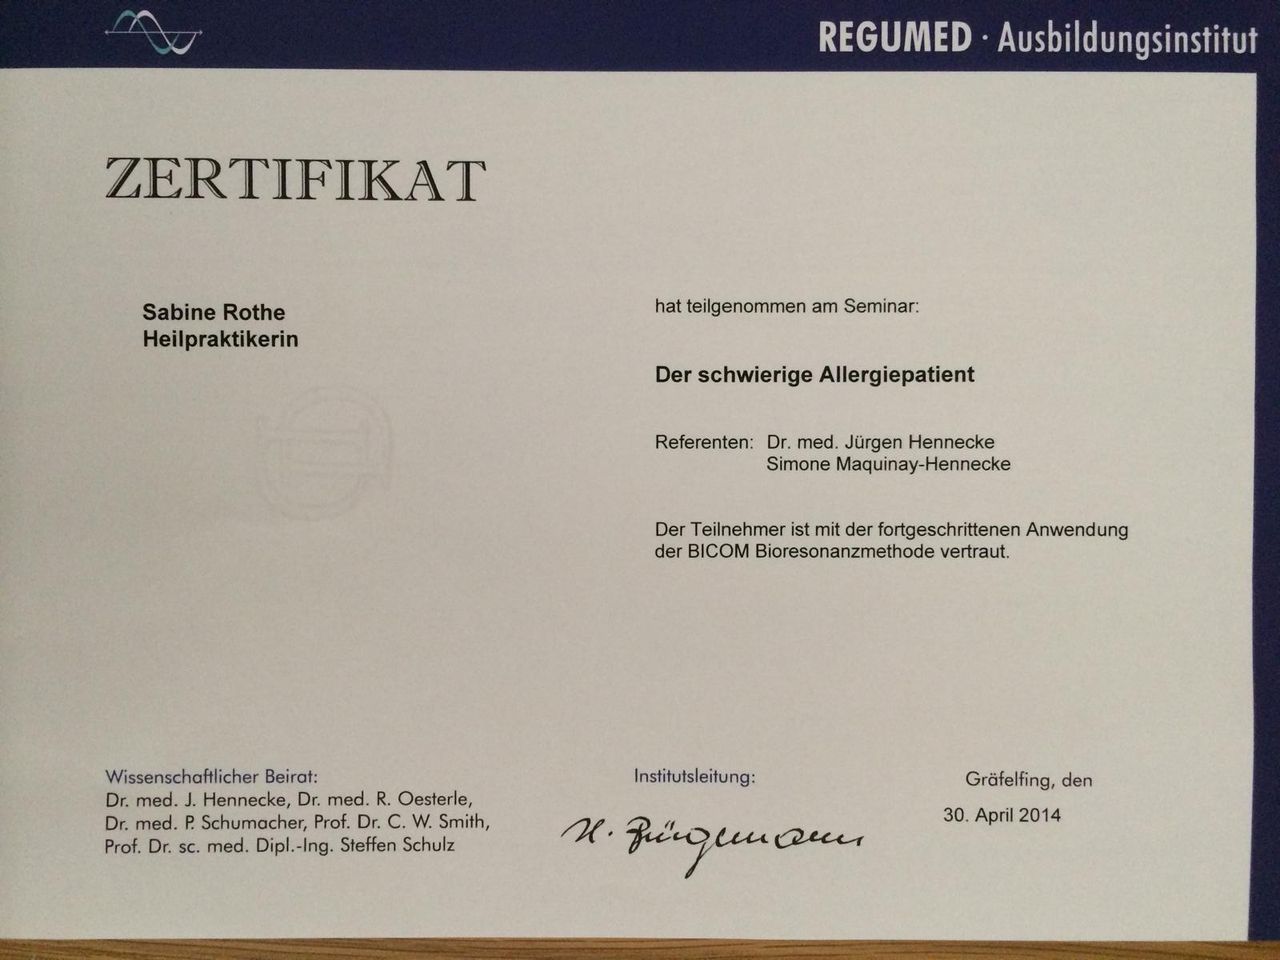 REGUMED · Ausbildungsinstitut
ZERTIFIKAT
Sabine Rothe
Heilpraktikerin
hat teilgenommen am Seminar:
Der schwierige Allergiepatient
Referenten: Dr. med. Jürgen Hennecke
Simone Maquinay-Hennecke
Der Teilnehmer ist mit der fortgeschrittenen Anwendung
der BICOM Bioresonanzmethode vertraut.
Wissenschaftlicher Beirat:
Dr. med. J. Hennecke, Dr. med. R. Oesterle,
Dr. med. P. Schumacher, Prof. Dr. C. W. Smith,
Prof. Dr. sc. med. Dipl.-Ing. Steffen Schulz
Institutsleitung:
Gräfelfing, den
30. April 2014